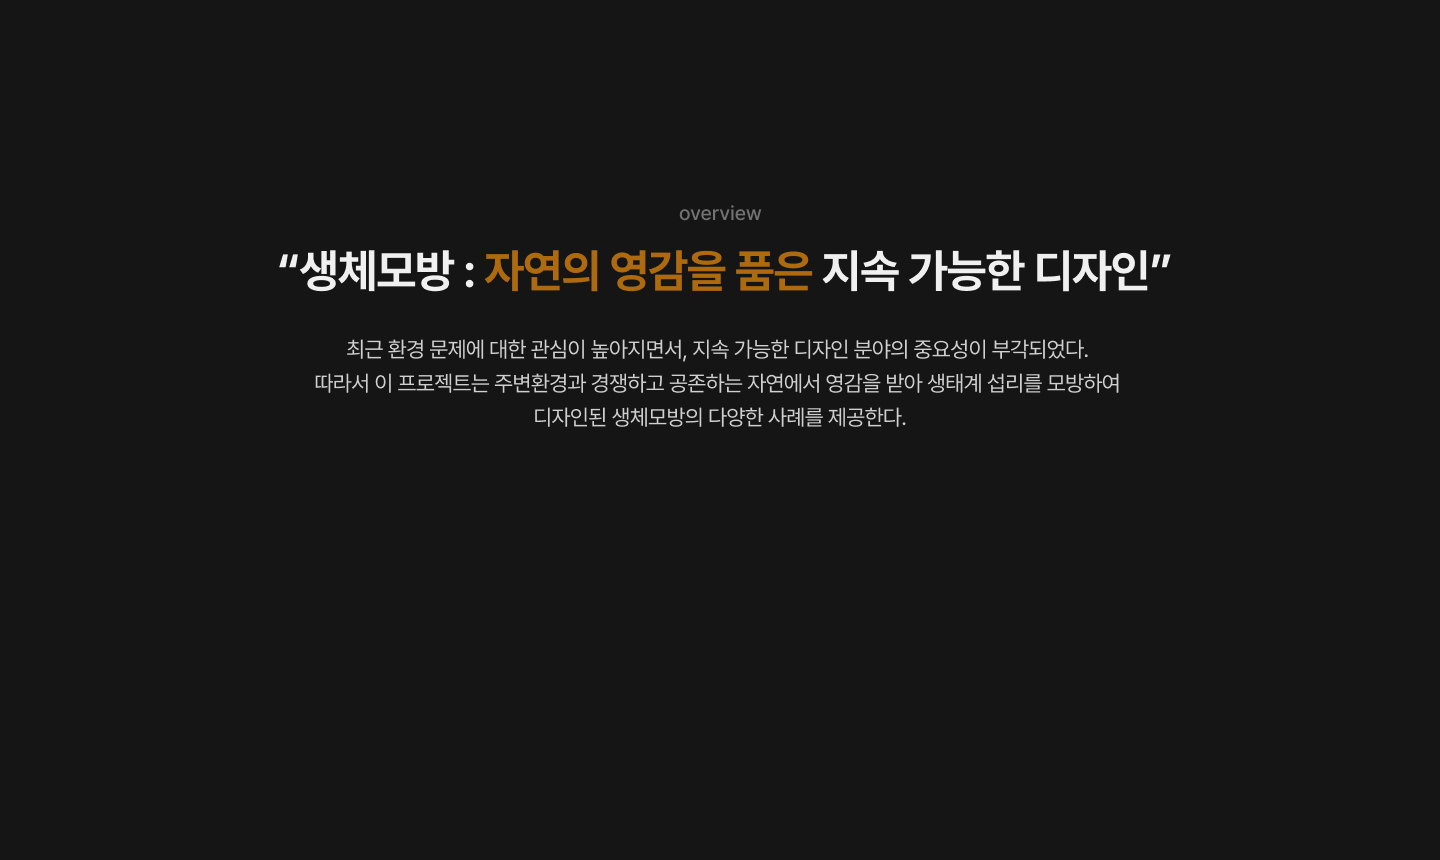 overview
“생체모방 : 자연의 영감을 품은 지속 가능한 디자인”
최근 환경 문제에 대한 관심이 높아지면서, 지속 가능한 디자인 분야의 중요성이 부각되었다.
따라서 이 프로젝트는 주변환경과 경쟁하고 공존하는 자연에서 영감을 받아 생태계 섭리를 모방하여
디자인된 생체모방의 다양한 사례를 제공한다.